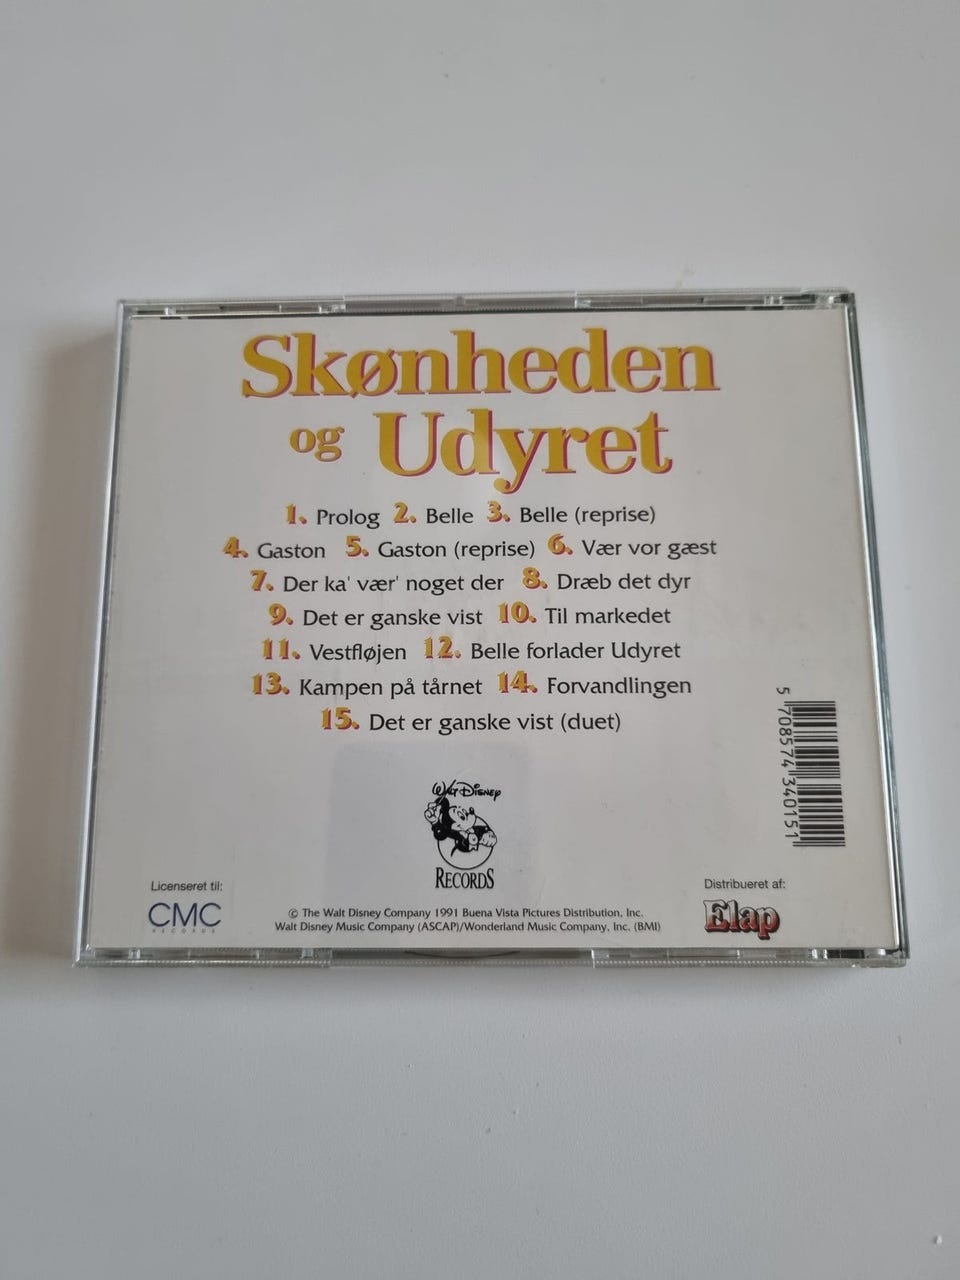 Skønheden
og Udyret
1. Prolog 2. Belle 3. Belle (reprise)
4. Gaston 5. Gaston (reprise) 6. Vær vor gæst
7. Der ka' vær' noget der 8. Dræb det dyr
9. Det er ganske vist 10. Til markedet
11. Vestfløjen 12. Belle forlader Udyret
13. Kampen på tårnet 14. Forvandlingen
15. Det er ganske vist (duet)
5 708574 340151
Walt Disney
RECORDS
Licenseret til:
CMC
RECORDS
© The Walt Disney Company 1991 Buena Vista Pictures Distribution, Inc.
Walt Disney Music Company (ASCAP)/Wonderland Music Company, Inc. (BMI)
Distribueret af:
Elap